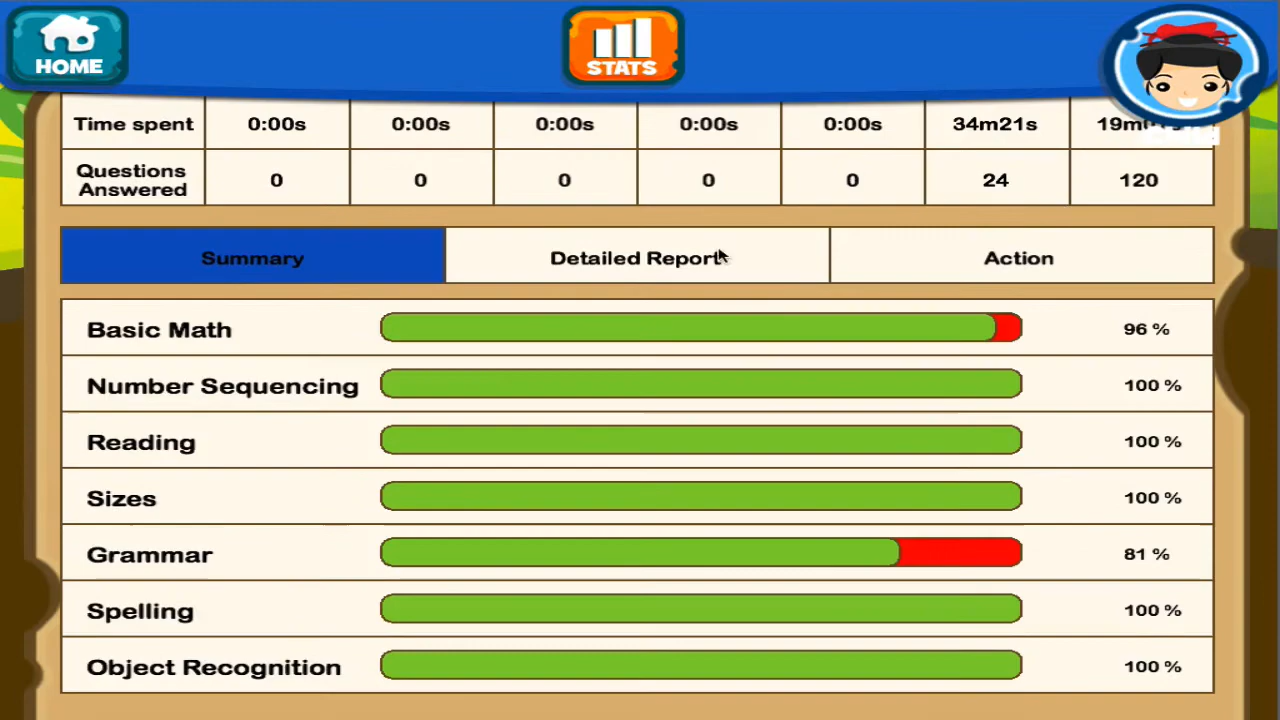 HOME
STATS
Time spent 0:00s 0:00s 0:00s 0:00s 0:00s 34m21s
Questions
Answered 0 0 0 0 0 24 120
Summary Detailed Report Action
Basic Math 96 %
Number Sequencing 100 %
Reading 100 %
Sizes 100 %
Grammar 81 %
Spelling 100 %
Object Recognition 100 %